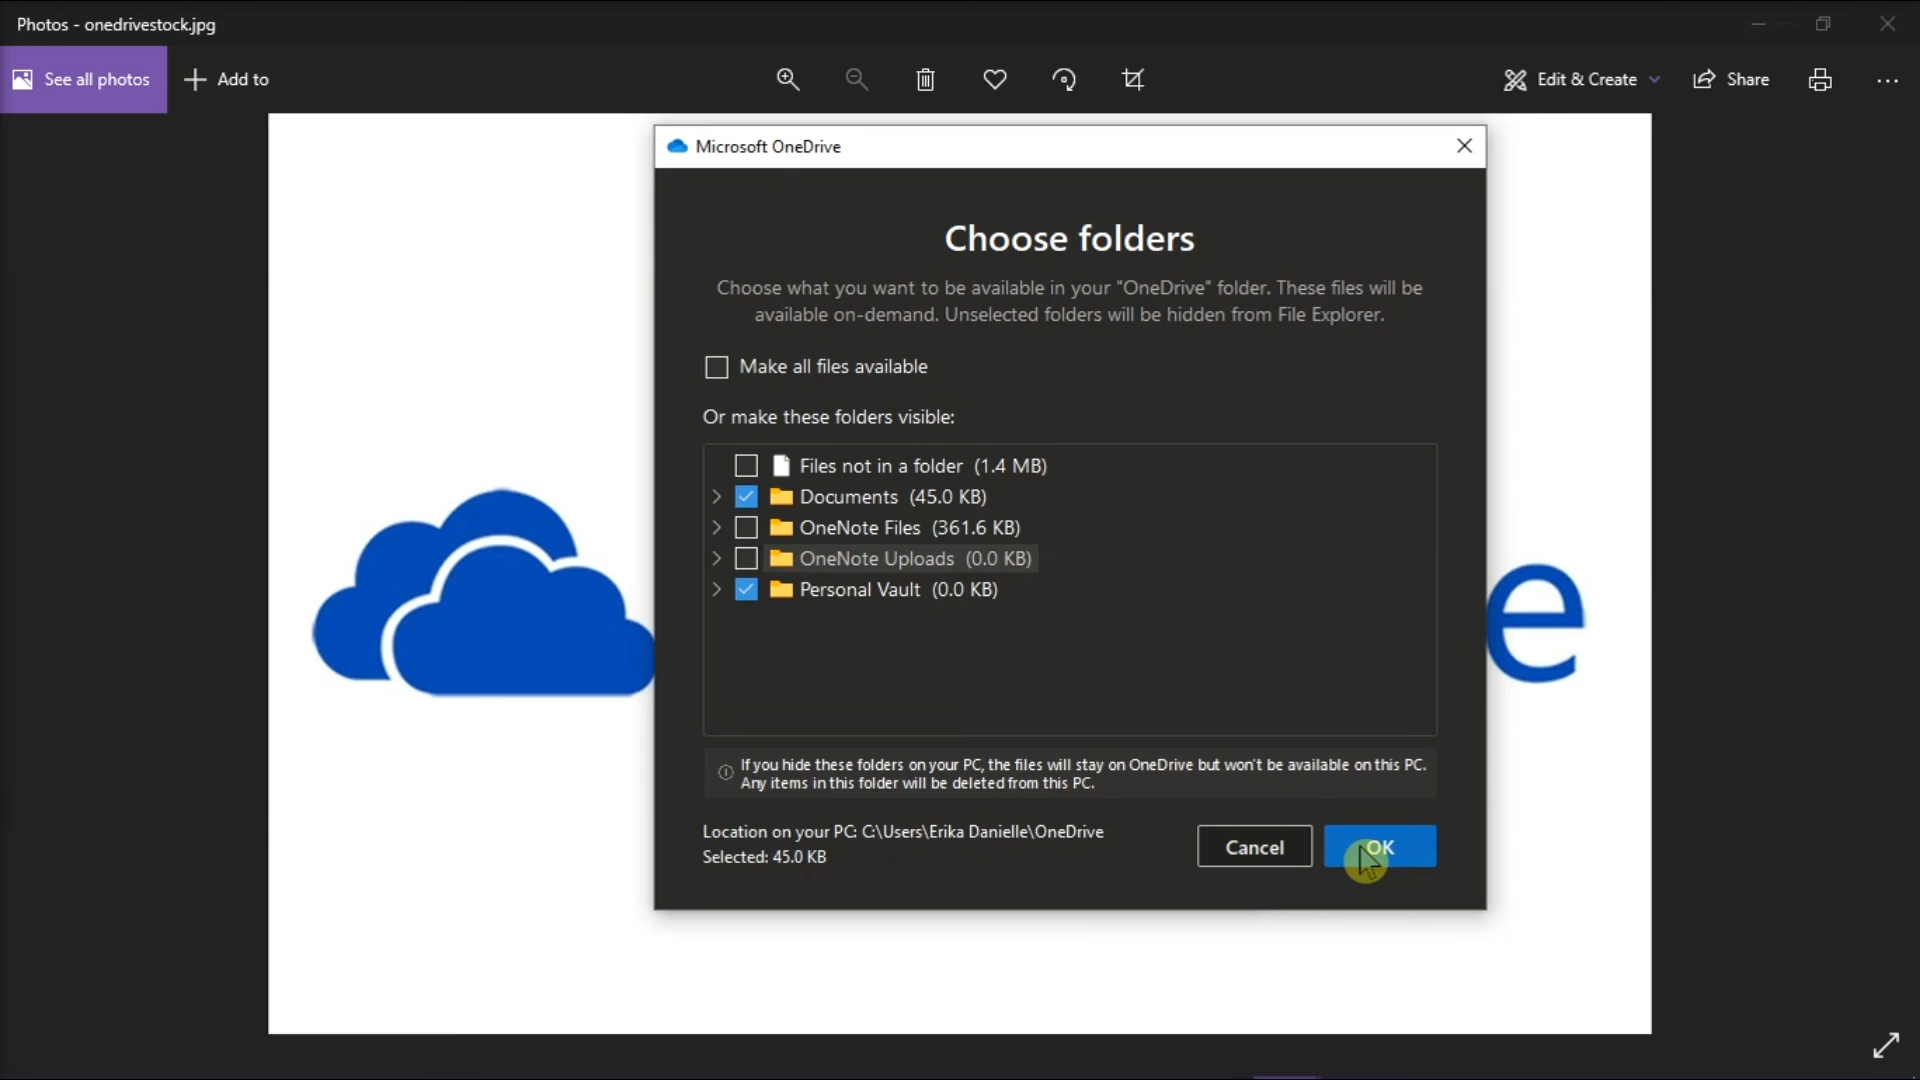 Photos - onedrivestock.jpg
See all photos
Add to
Edit & Create
Share
Microsoft OneDrive
Choose folders
Choose what you want to be available in your "OneDrive" folder. These files will be
available on-demand. Unselected folders will be hidden from File Explorer.
Make all files available
Or make these folders visible:
Files not in a folder (1.4 MB)
Documents (45.0 KB)
OneNote Files (361.6 KB)
OneNote Uploads (0.0 KB)
Personal Vault (0.0 KB)
e
If you hide these folders on your PC, the files will stay on OneDrive but won't be available on this PC.
Any items in this folder will be deleted from this PC.
Location on your PC: C:\Users\Erika Danielle\OneDrive
Selected: 45.0 KB
Cancel
OK